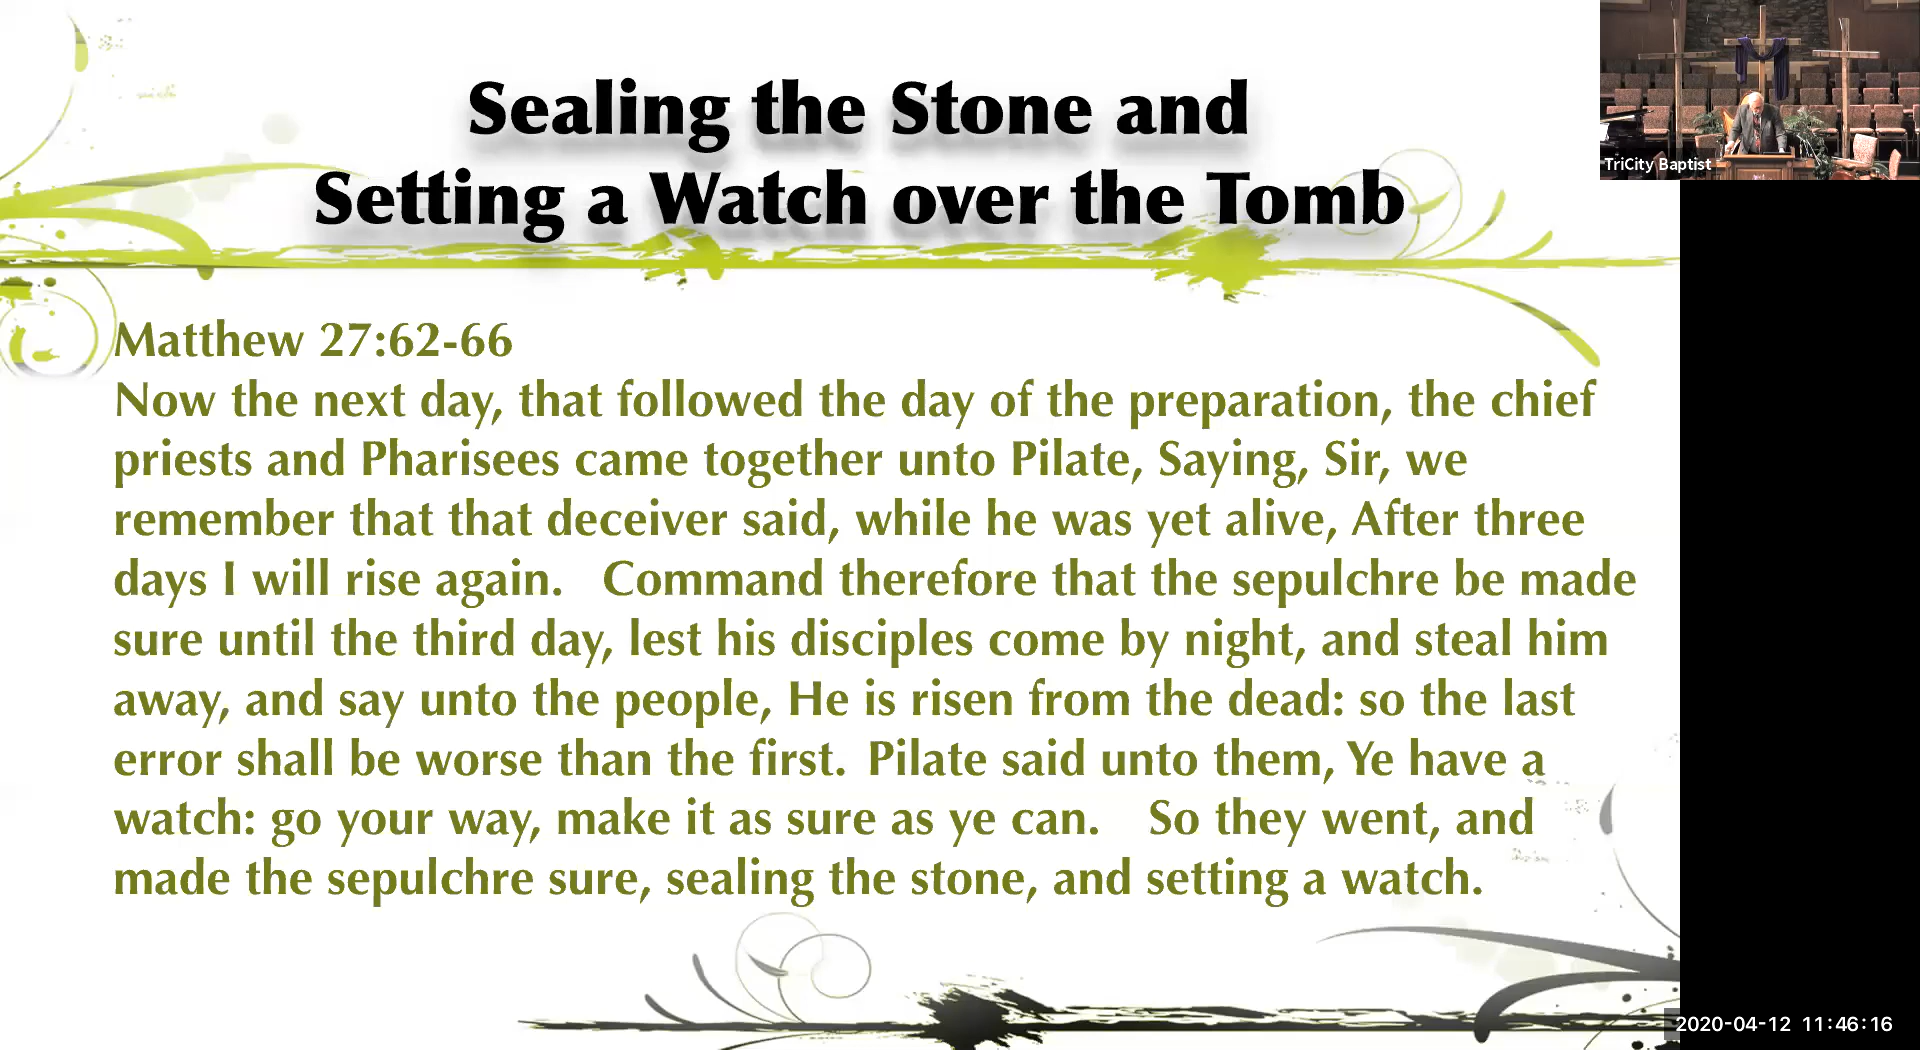 Sealing the Stone and
Setting a Watch over the Tomb
TriCity Baptist
Matthew 27:62-66
Now the next day, that followed the day of the preparation, the chief
priests and Pharisees came together unto Pilate, Saying, Sir, we
remember that that deceiver said, while he was yet alive, After three
days I will rise again. Command therefore that the sepulchre be made
sure until the third day, lest his disciples come by night, and steal him
away, and say unto the people, He is risen from the dead: so the last
error shall be worse than the first. Pilate said unto them, Ye have a
watch: go your way, make it as sure as ye can. So they went, and
made the sepulchre sure, sealing the stone, and setting a watch.
2020-04-12 11:46:16